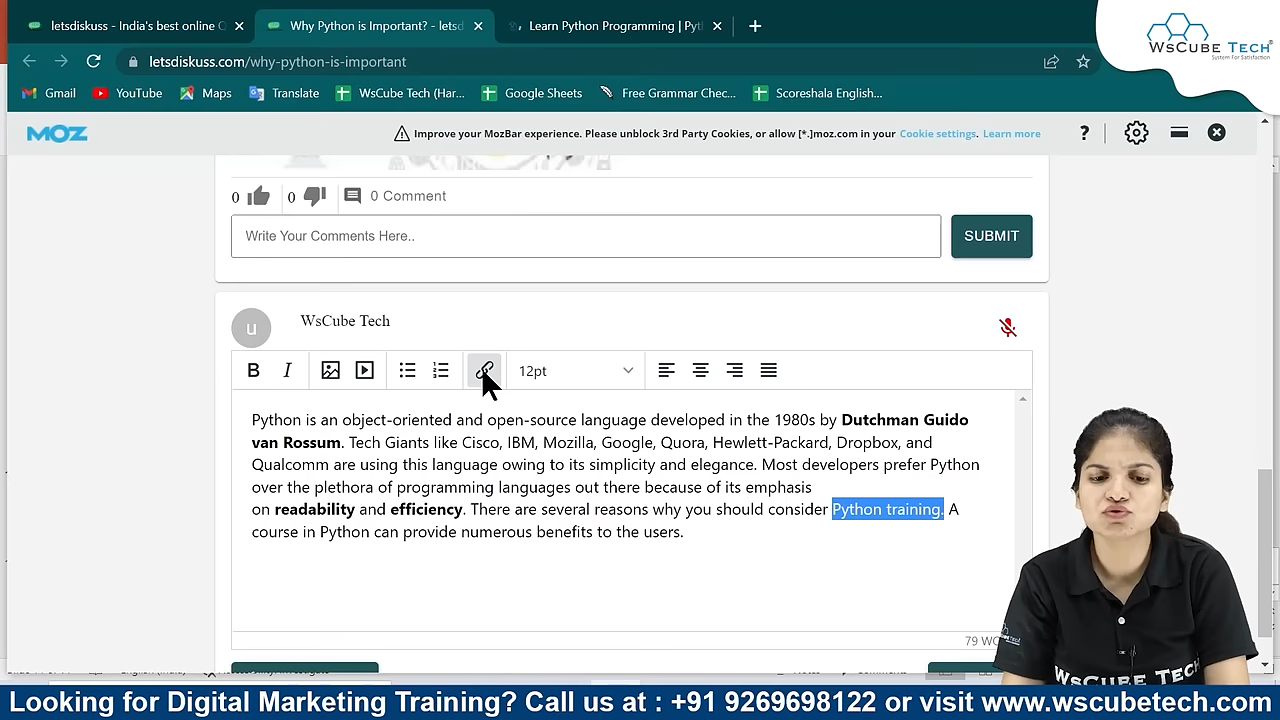 letsdiskuss - India's best online Q
Why Python is Important? - letsd
Learn Python Programming | Pyt
WsCube Tech®
System For Satisfaction
letsdiskuss.com/why-python-is-important
Gmail
YouTube
Maps
Translate
WsCube Tech (Har...
Google Sheets
Free Grammar Chec...
Scoreshala English...
MOZ
Improve your MozBar experience. Please unblock 3rd Party Cookies, or allow [*.]moz.com in your Cookie settings. Learn more
?
0
0
0 Comment
Write Your Comments Here..
SUBMIT
u
WsCube Tech
B I
12pt
Python is an object-oriented and open-source language developed in the 1980s by Dutchman Guido
van Rossum. Tech Giants like Cisco, IBM, Mozilla, Google, Quora, Hewlett-Packard, Dropbox, and
Qualcomm are using this language owing to its simplicity and elegance. Most developers prefer Python
over the plethora of programming languages out there because of its emphasis
on readability and efficiency. There are several reasons why you should consider Python training. A
course in Python can provide numerous benefits to the users.
79 WO
WsCube Tech
Looking for Digital Marketing Training? Call us at : +91 9269698122 or visit www.wscubetech.com